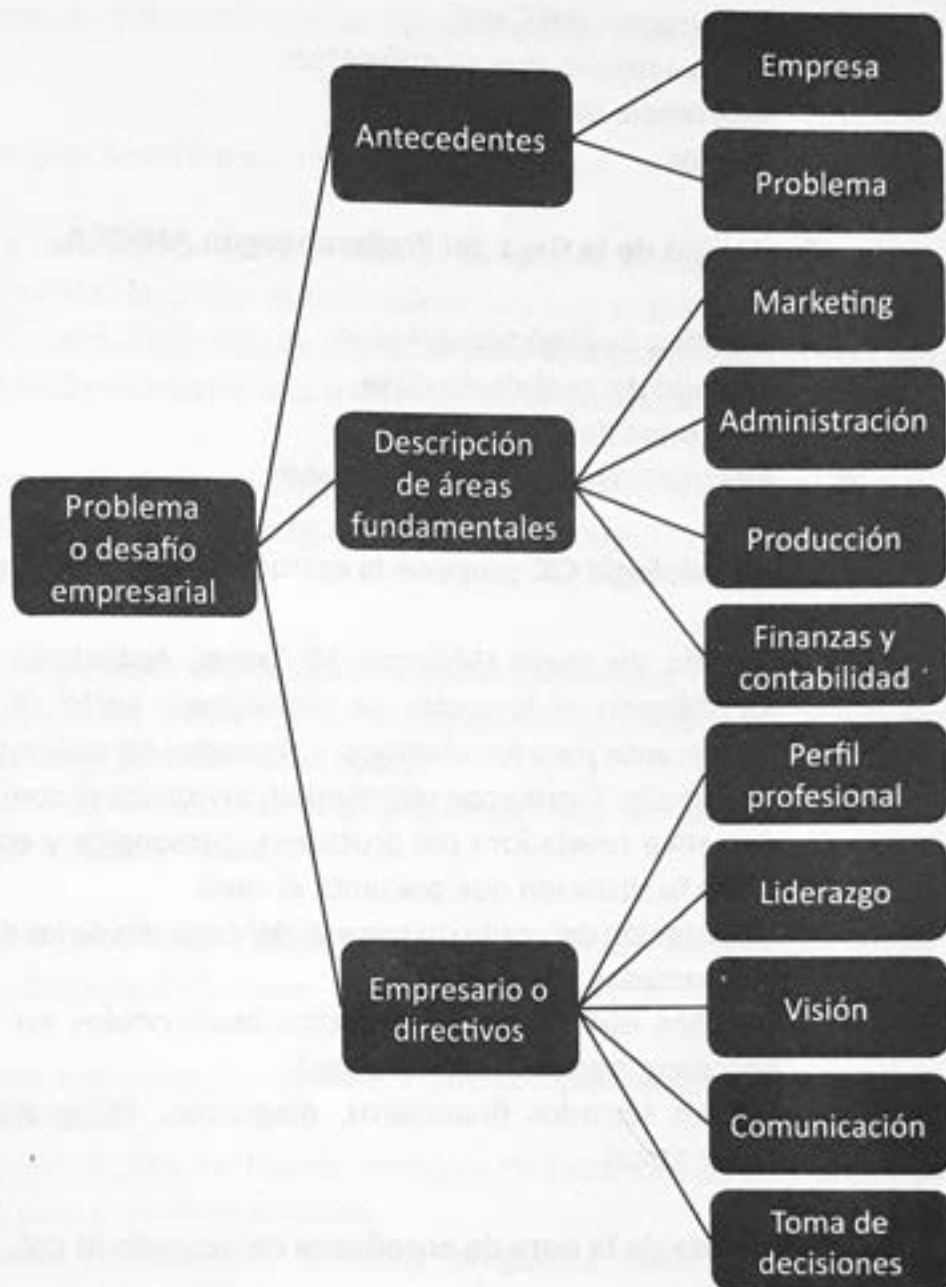 Problema
o desafío
empresarial
Antecedentes
Empresa
Problema
Descripción
de áreas
fundamentales
Marketing
Administración
Producción
Finanzas y
contabilidad
Empresario o
directivos
Perfil
profesional
Liderazgo
Visión
Comunicación
Toma de
decisiones